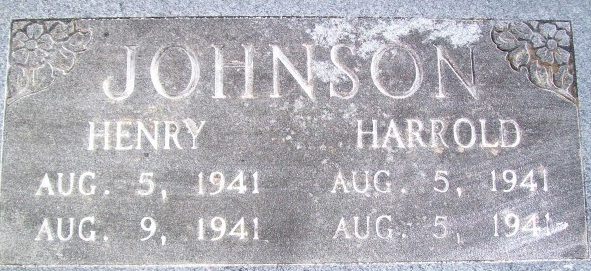 JOHNSON
HENRY HARROLD
AUG. 5, 1941 AUG. 5, 1941
AUG. 9, 1941 AUG. 5, 1941